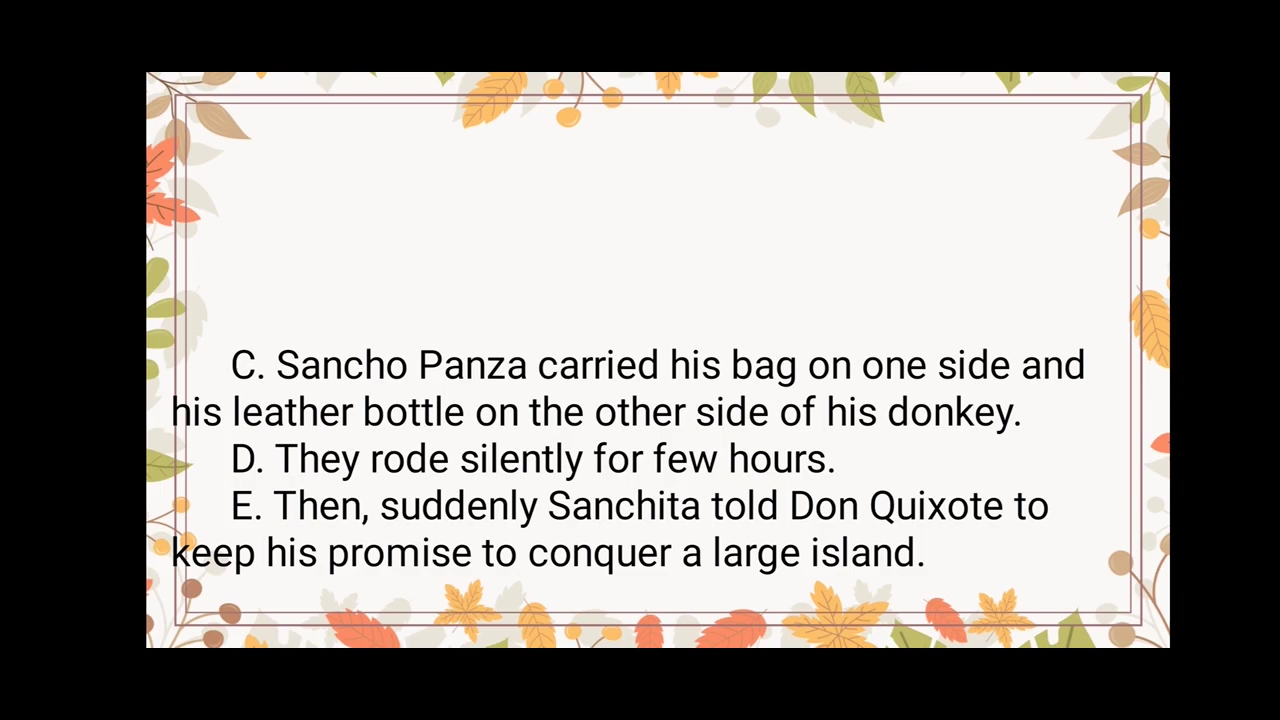 C. Sancho Panza carried his bag on one side and
his leather bottle on the other side of his donkey.
D. They rode silently for few hours.
E. Then, suddenly Sanchita told Don Quixote to
keep his promise to conquer a large island.